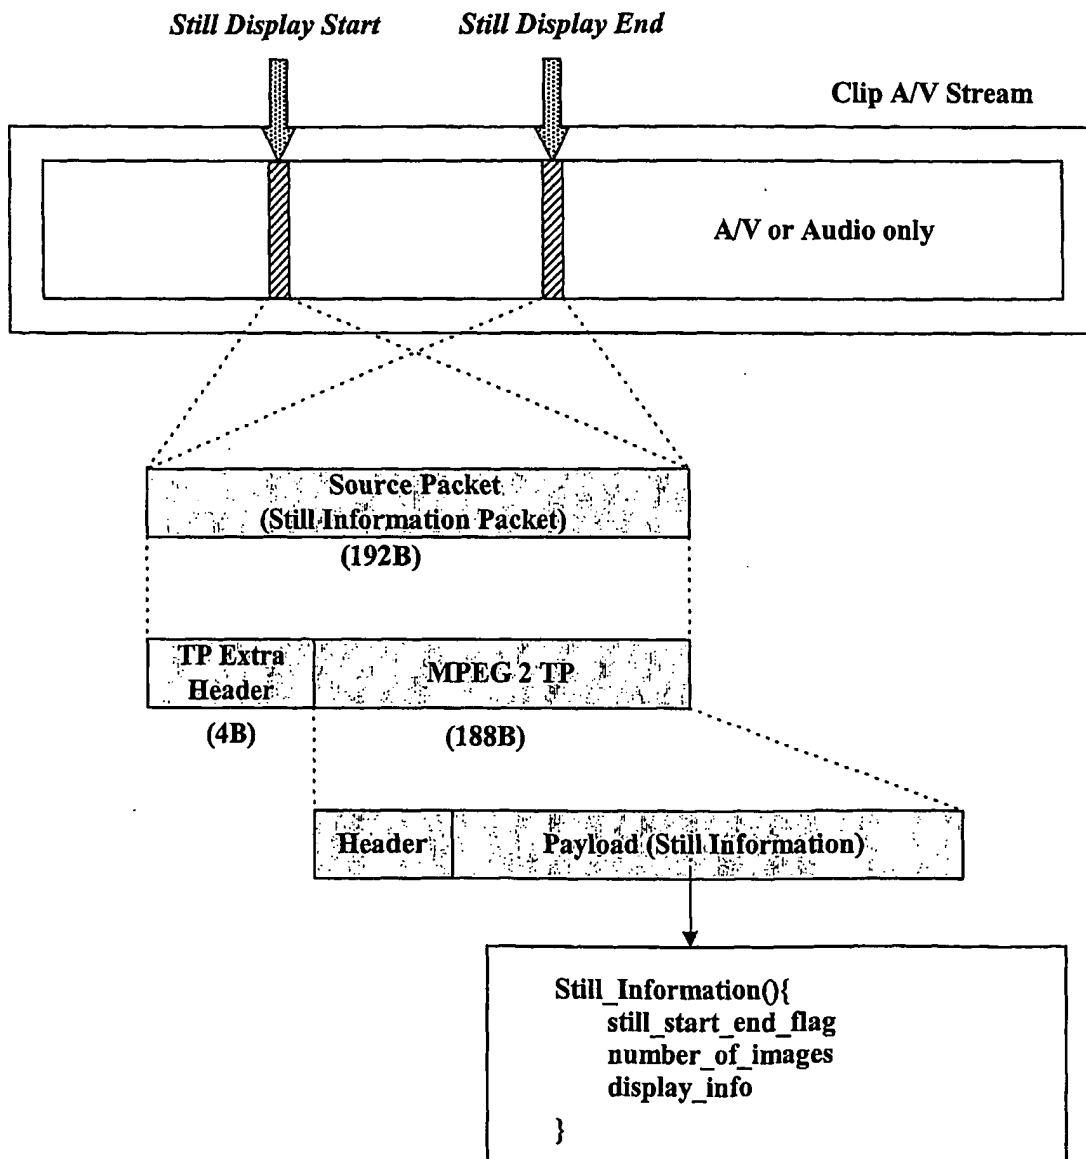 Still Display Start
Still Display End
Clip A/V Stream
A/V or Audio only
Source Packet
(Still Information Packet)
(192B)
TP Extra
Header
MPEG 2 TP
(4B)
(188B)
Header
Payload (Still Information)
Still_Information(){
still_start_end_flag
number_of_images
display_info
}